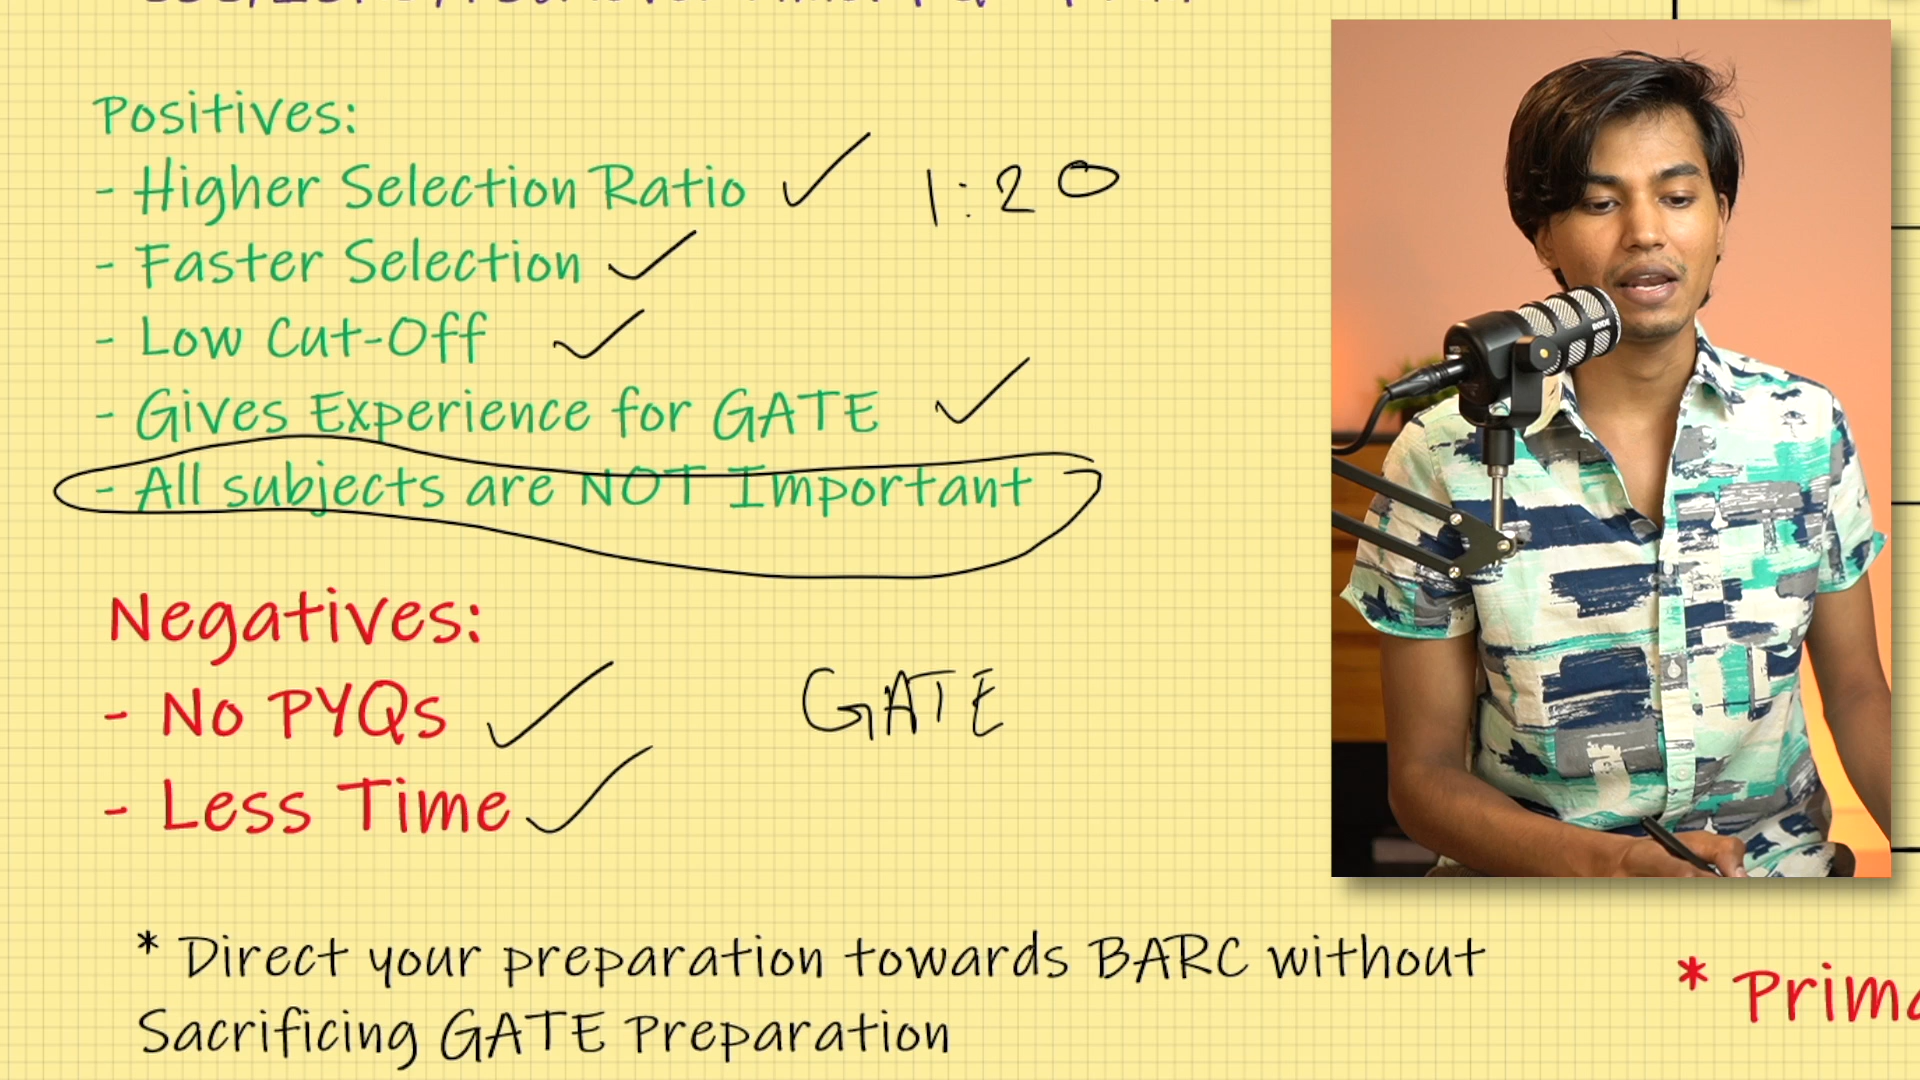 Positives:
- Higher Selection Ratio 1:20
- Faster Selection
- Low Cut-Off
- Gives Experience for GATE
- All subjects are NOT Important
Negatives:
- No PYQs
GATE
- Less Time
* Direct your preparation towards BARC without
Sacrificing GATE Preparation
RODE